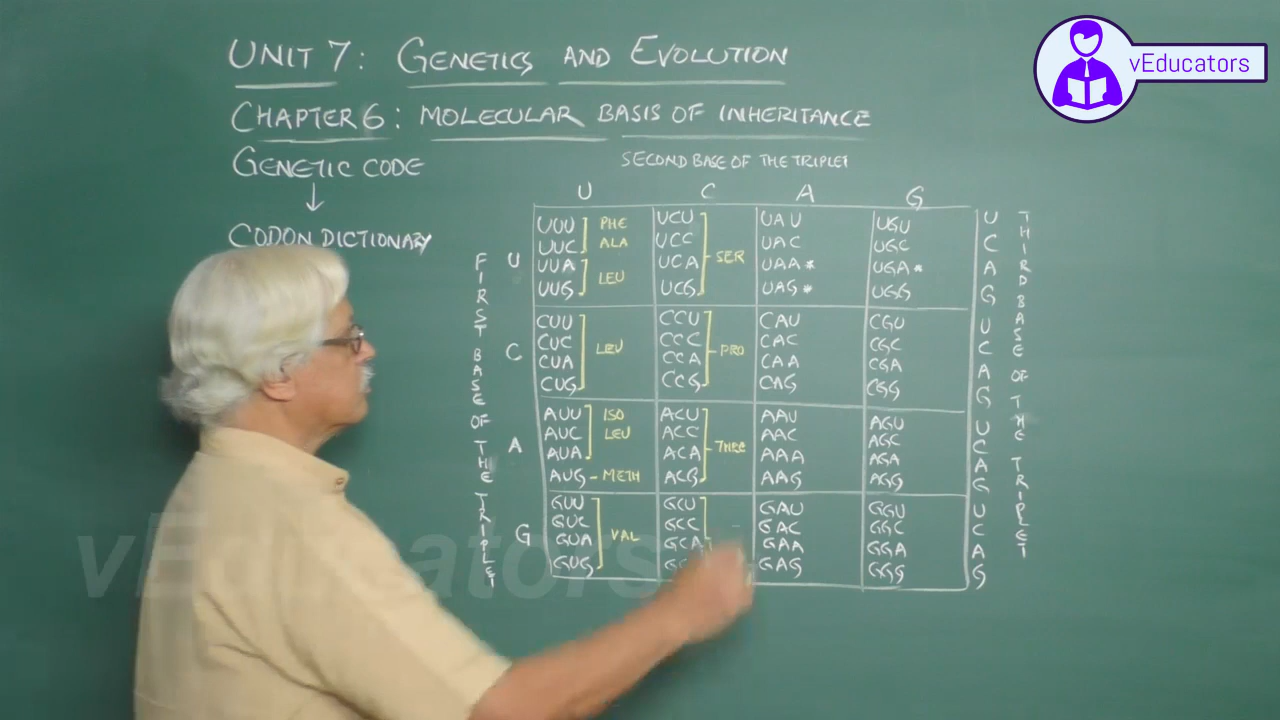 UNIT 7: GENETICS AND EVOLUTION
vEducators
CHAPTER 6: MOLECULAR BASIS OF INHERITANCE
GENETIC CODE
SECOND BASE OF THE TRIPLET
↓
CODON DICTIONARY
U C A G
FIRST BASE OF THE TRIPLET
THIRD BASE OF THE TRIPLET
U
UUU PHE UCU UAU UGU U
UUC ALA UCC UAC UGC C
UUA LEU UCA SER UAA* UGA* A
UUG UCG UAG* UGG G
C
CUU CCU CAU CGU U
CUC LEU CCC PRO CAC CGC C
CUA CCA CAA CGA A
CUG CCG CAG CGG G
A
AUU ISO ACU AAU AGU U
AUC LEU ACC AAC AGC C
AUA ACA THRE AAA AGA A
AUG - METH ACG AAG AGG G
G
GUU GCU GAU GGU U
GUC VAL GCC GAC GGC C
GUA GCA GAA GGA A
GUG GAG GGG G
vEducators